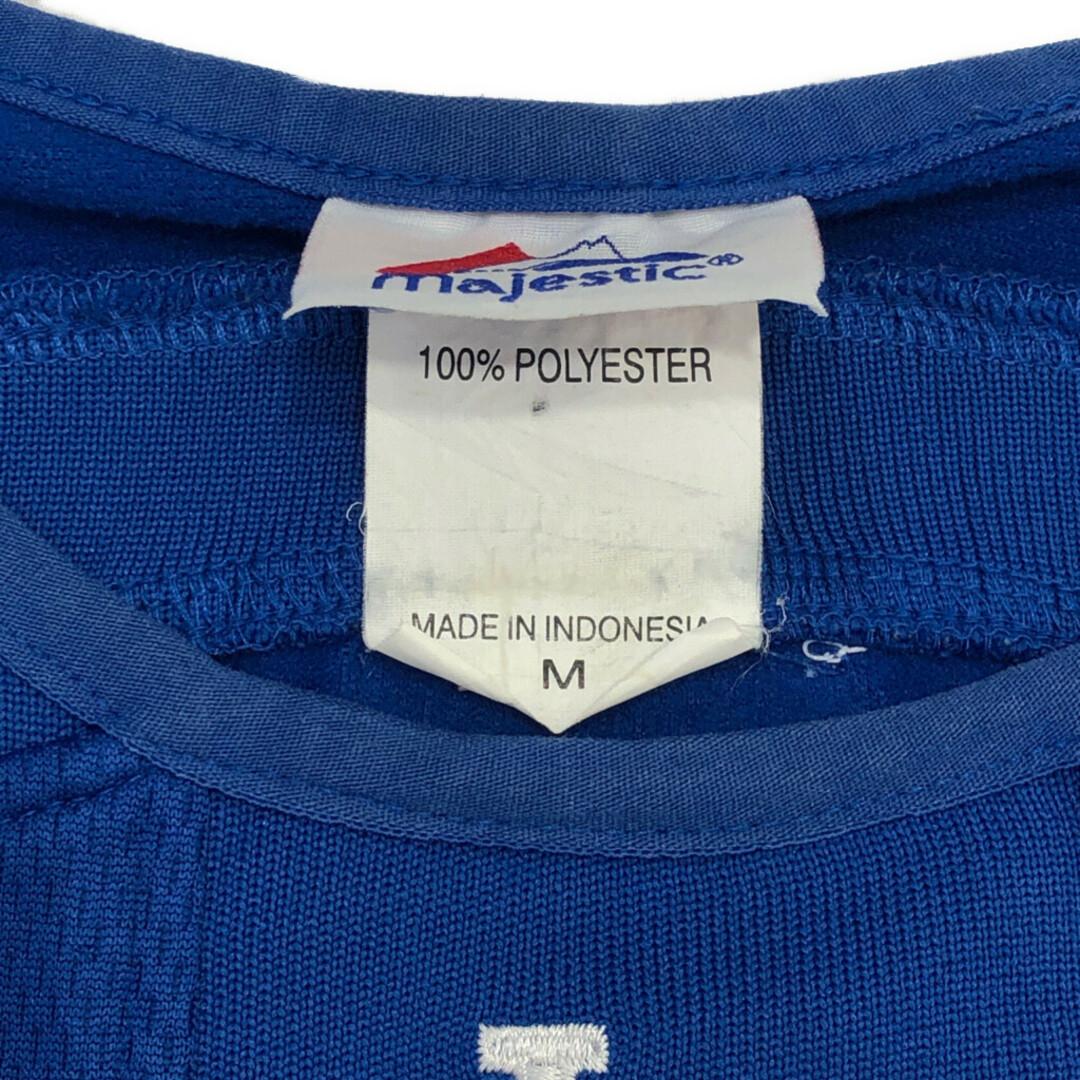 majestic®
100% POLYESTER
MADE IN INDONESIA
M